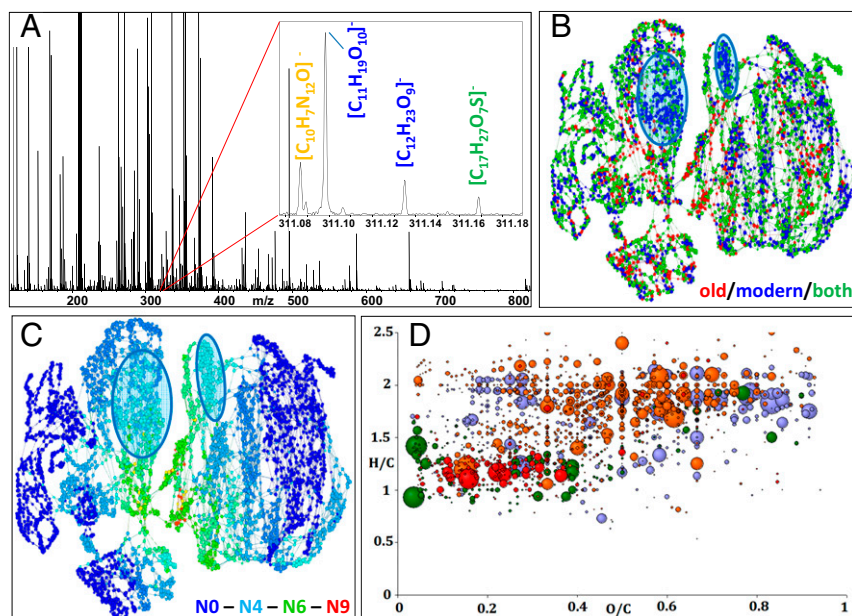 A
[C10H7N12O]-
[C11H19O10]-
[C12H23O9]-
[C17H27O7S]-
311.08 311.10 311.12 311.14 311.16 311.18
200 300 m/z 500 600 700 800
B
old/modern/both
C
N0 – N4 – N6 – N9
D
2.5
2
1.5
H/C
1
0.5
0 0.2 0.4 O/C 0.6 0.8 1